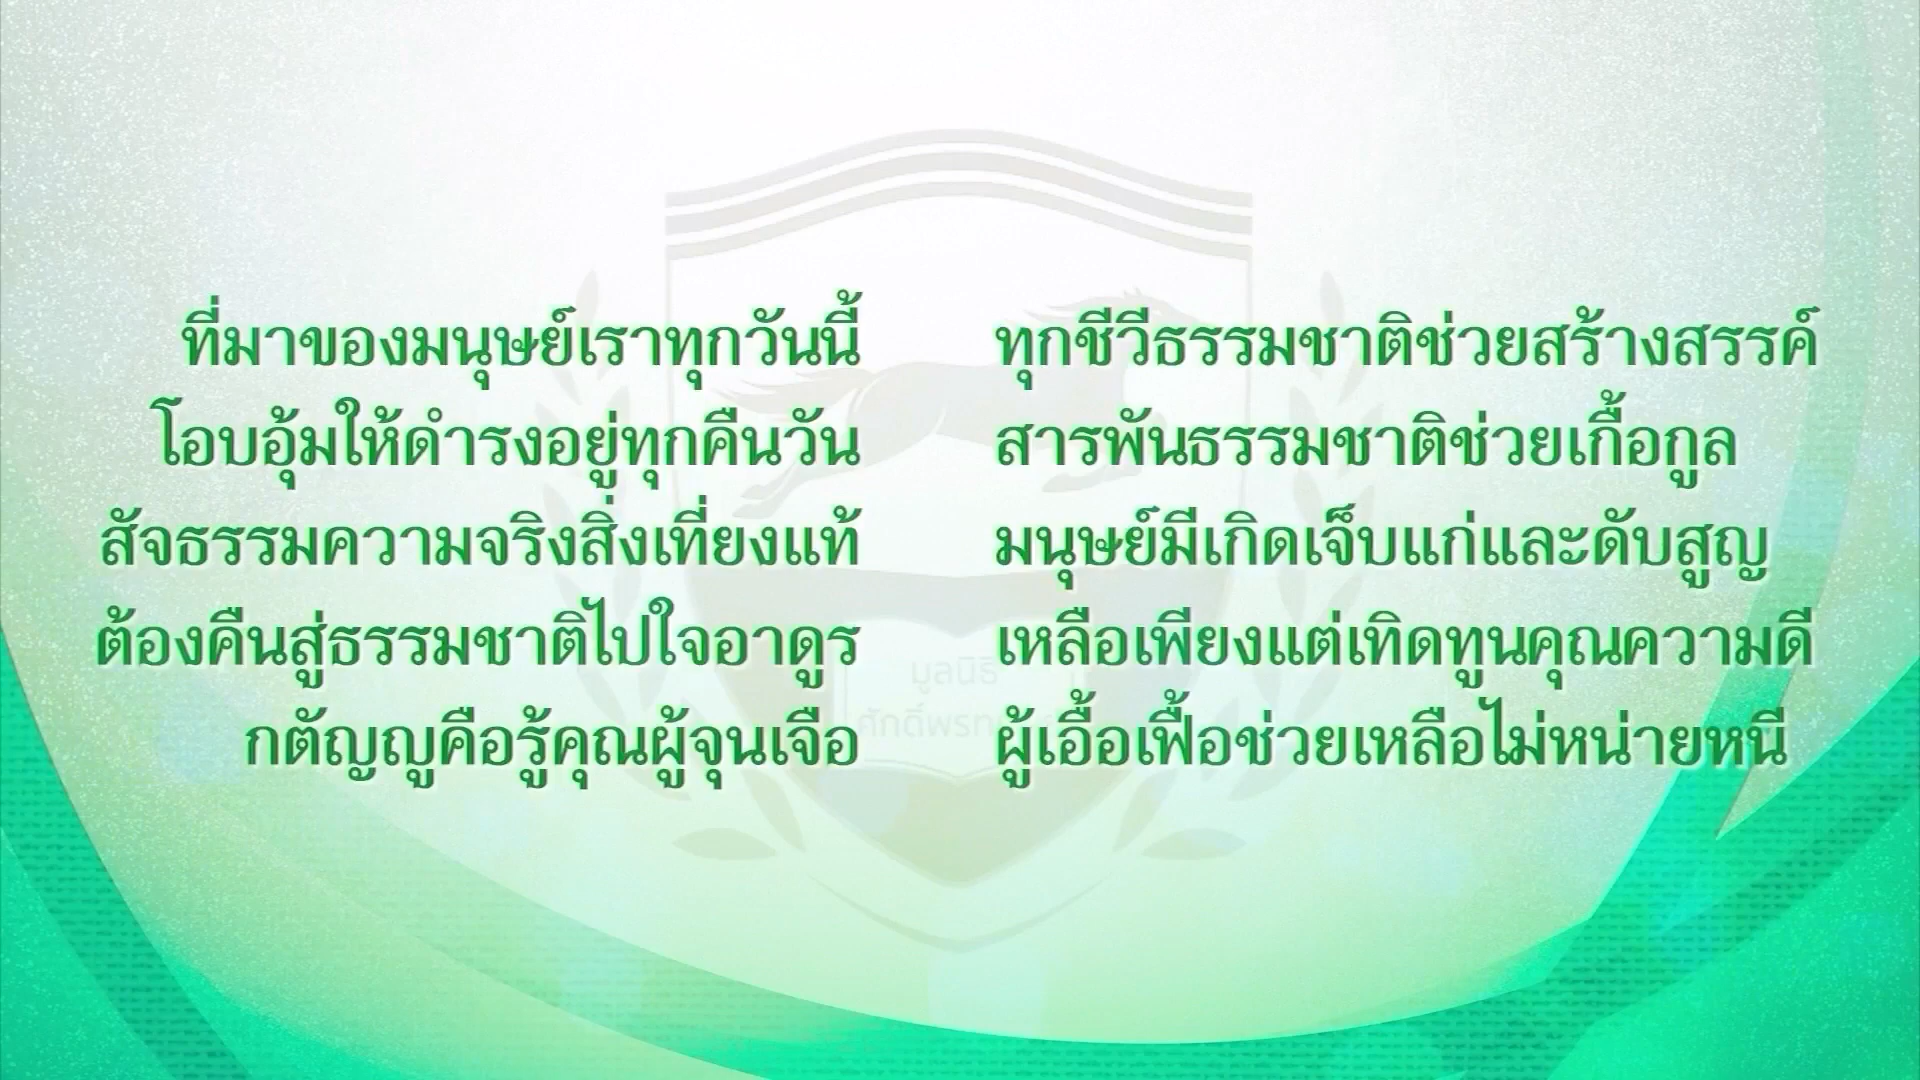 ที่มาของมนุษย์เราทุกวันนี้ ทุกชีวีธรรมชาติช่วยสร้างสรรค์
โอบอุ้มให้ดำรงอยู่ทุกคืนวัน สารพันธรรมชาติช่วยเกื้อกูล
สัจธรรมความจริงสิ่งเที่ยงแท้ มนุษย์มีเกิดเจ็บแก่และดับสูญ
ต้องคืนสู่ธรรมชาติไปใจอาดูร เหลือเพียงแต่เทิดทูนคุณความดี
กตัญญูคือรู้คุณผู้จุนเจือ ผู้เอื้อเฟื้อช่วยเหลือไม่หน่ายหนี
มูลนิธิ